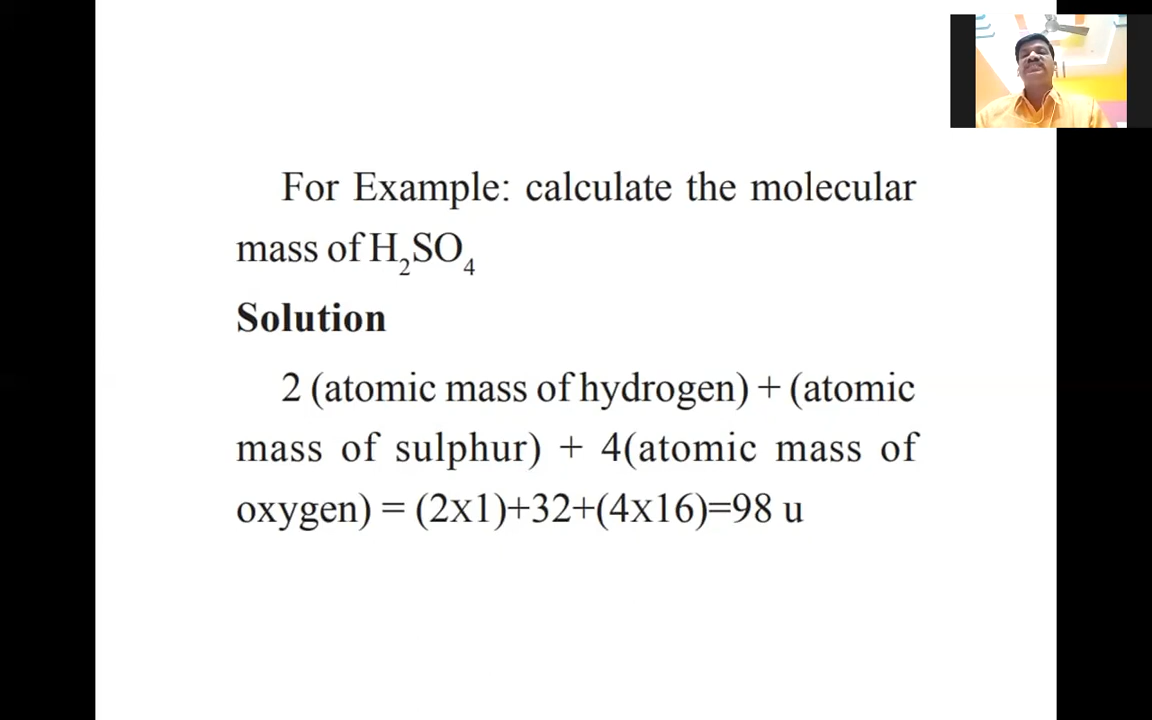 For Example: calculate the molecular
mass of H₂SO₄
Solution
2 (atomic mass of hydrogen) + (atomic
mass of sulphur) + 4(atomic mass of
oxygen) = (2x1)+32+(4x16)=98 u